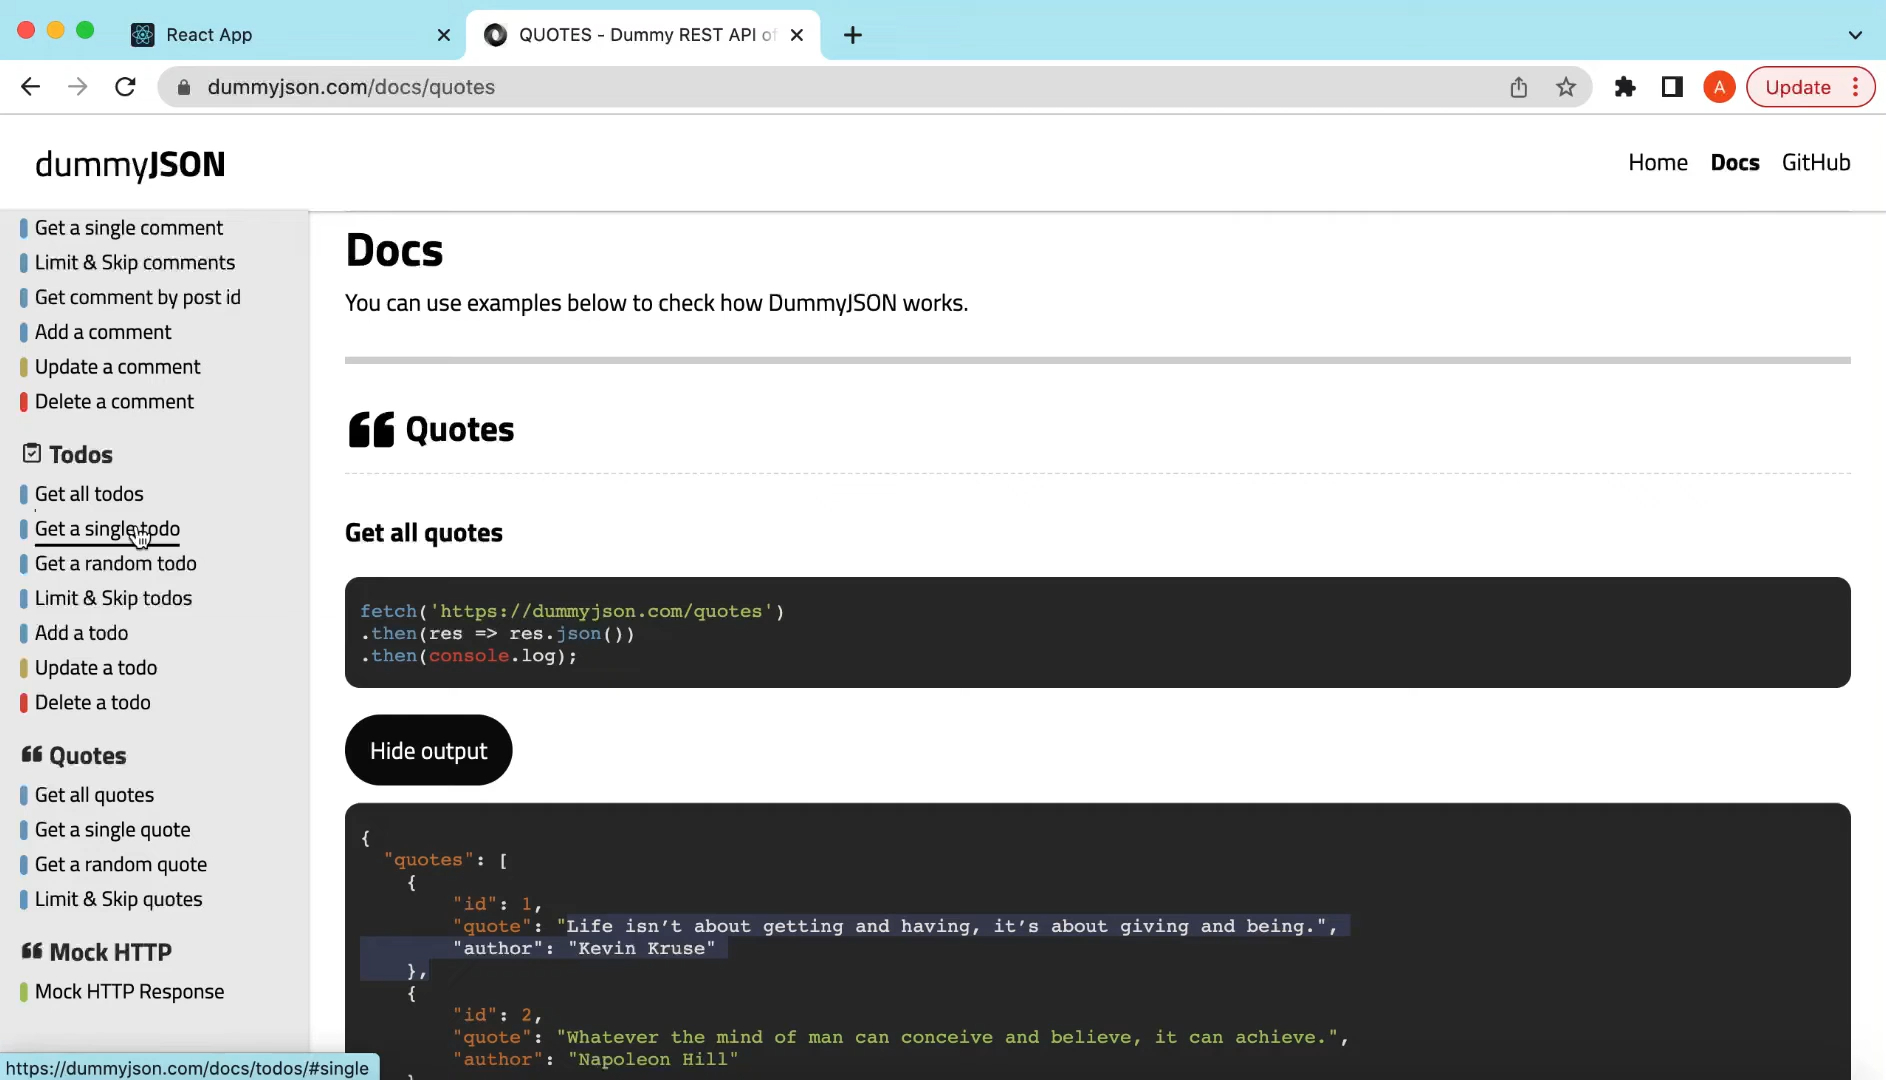 React App
QUOTES - Dummy REST API of
dummyjson.com/docs/quotes
A
Update
dummyJSON
Home
Docs
GitHub
Get a single comment
Limit & Skip comments
Get comment by post id
Add a comment
Update a comment
Delete a comment
Todos
Get all todos
Get a single todo
Get a random todo
Limit & Skip todos
Add a todo
Update a todo
Delete a todo
Quotes
Get all quotes
Get a single quote
Get a random quote
Limit & Skip quotes
Mock HTTP
Mock HTTP Response
https://dummyjson.com/docs/todos/#single
Docs
You can use examples below to check how DummyJSON works.
Quotes
Get all quotes
fetch('https://dummyjson.com/quotes')
.then(res => res.json())
.then(console.log);
Hide output
{
"quotes": [
{
"id": 1,
"quote": "Life isn’t about getting and having, it’s about giving and being.",
"author": "Kevin Kruse"
},
{
"id": 2,
"quote": "Whatever the mind of man can conceive and believe, it can achieve.",
"author": "Napoleon Hill"